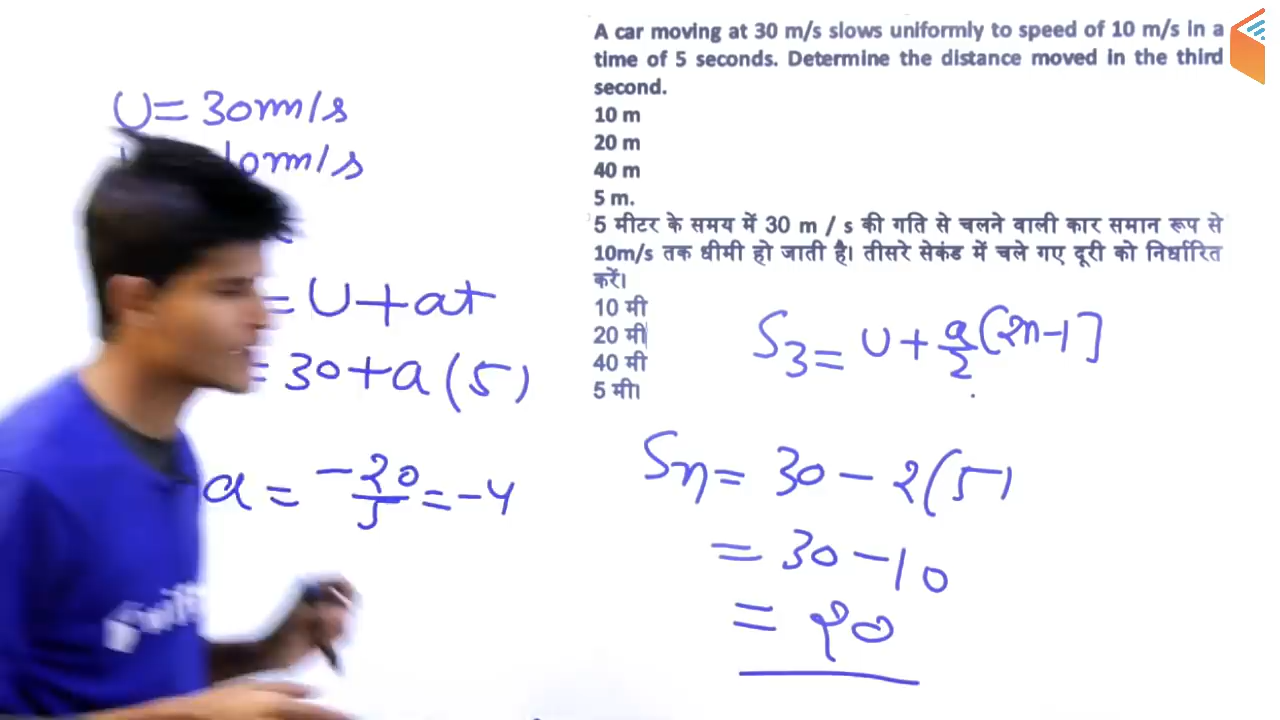 A car moving at 30 m/s slows uniformly to speed of 10 m/s in a
time of 5 seconds. Determine the distance moved in the third
second.
10 m
20 m
40 m
5 m.
5 मीटर के समय में 30 m / s की गति से चलने वाली कार समान रूप से
10m/s तक धीमी हो जाती है। तीसरे सेकंड में चले गए दूरी को निर्धारित
करें।
10 मी
20 मी
40 मी
5 मी।
U = 30m/s
10m/s
= U + at
= 30 + a (5)
a = -20/5 = -4
S3 = U + a/2 (2n-1]
Sn = 30 - 2(5)
= 30 - 10
= 20